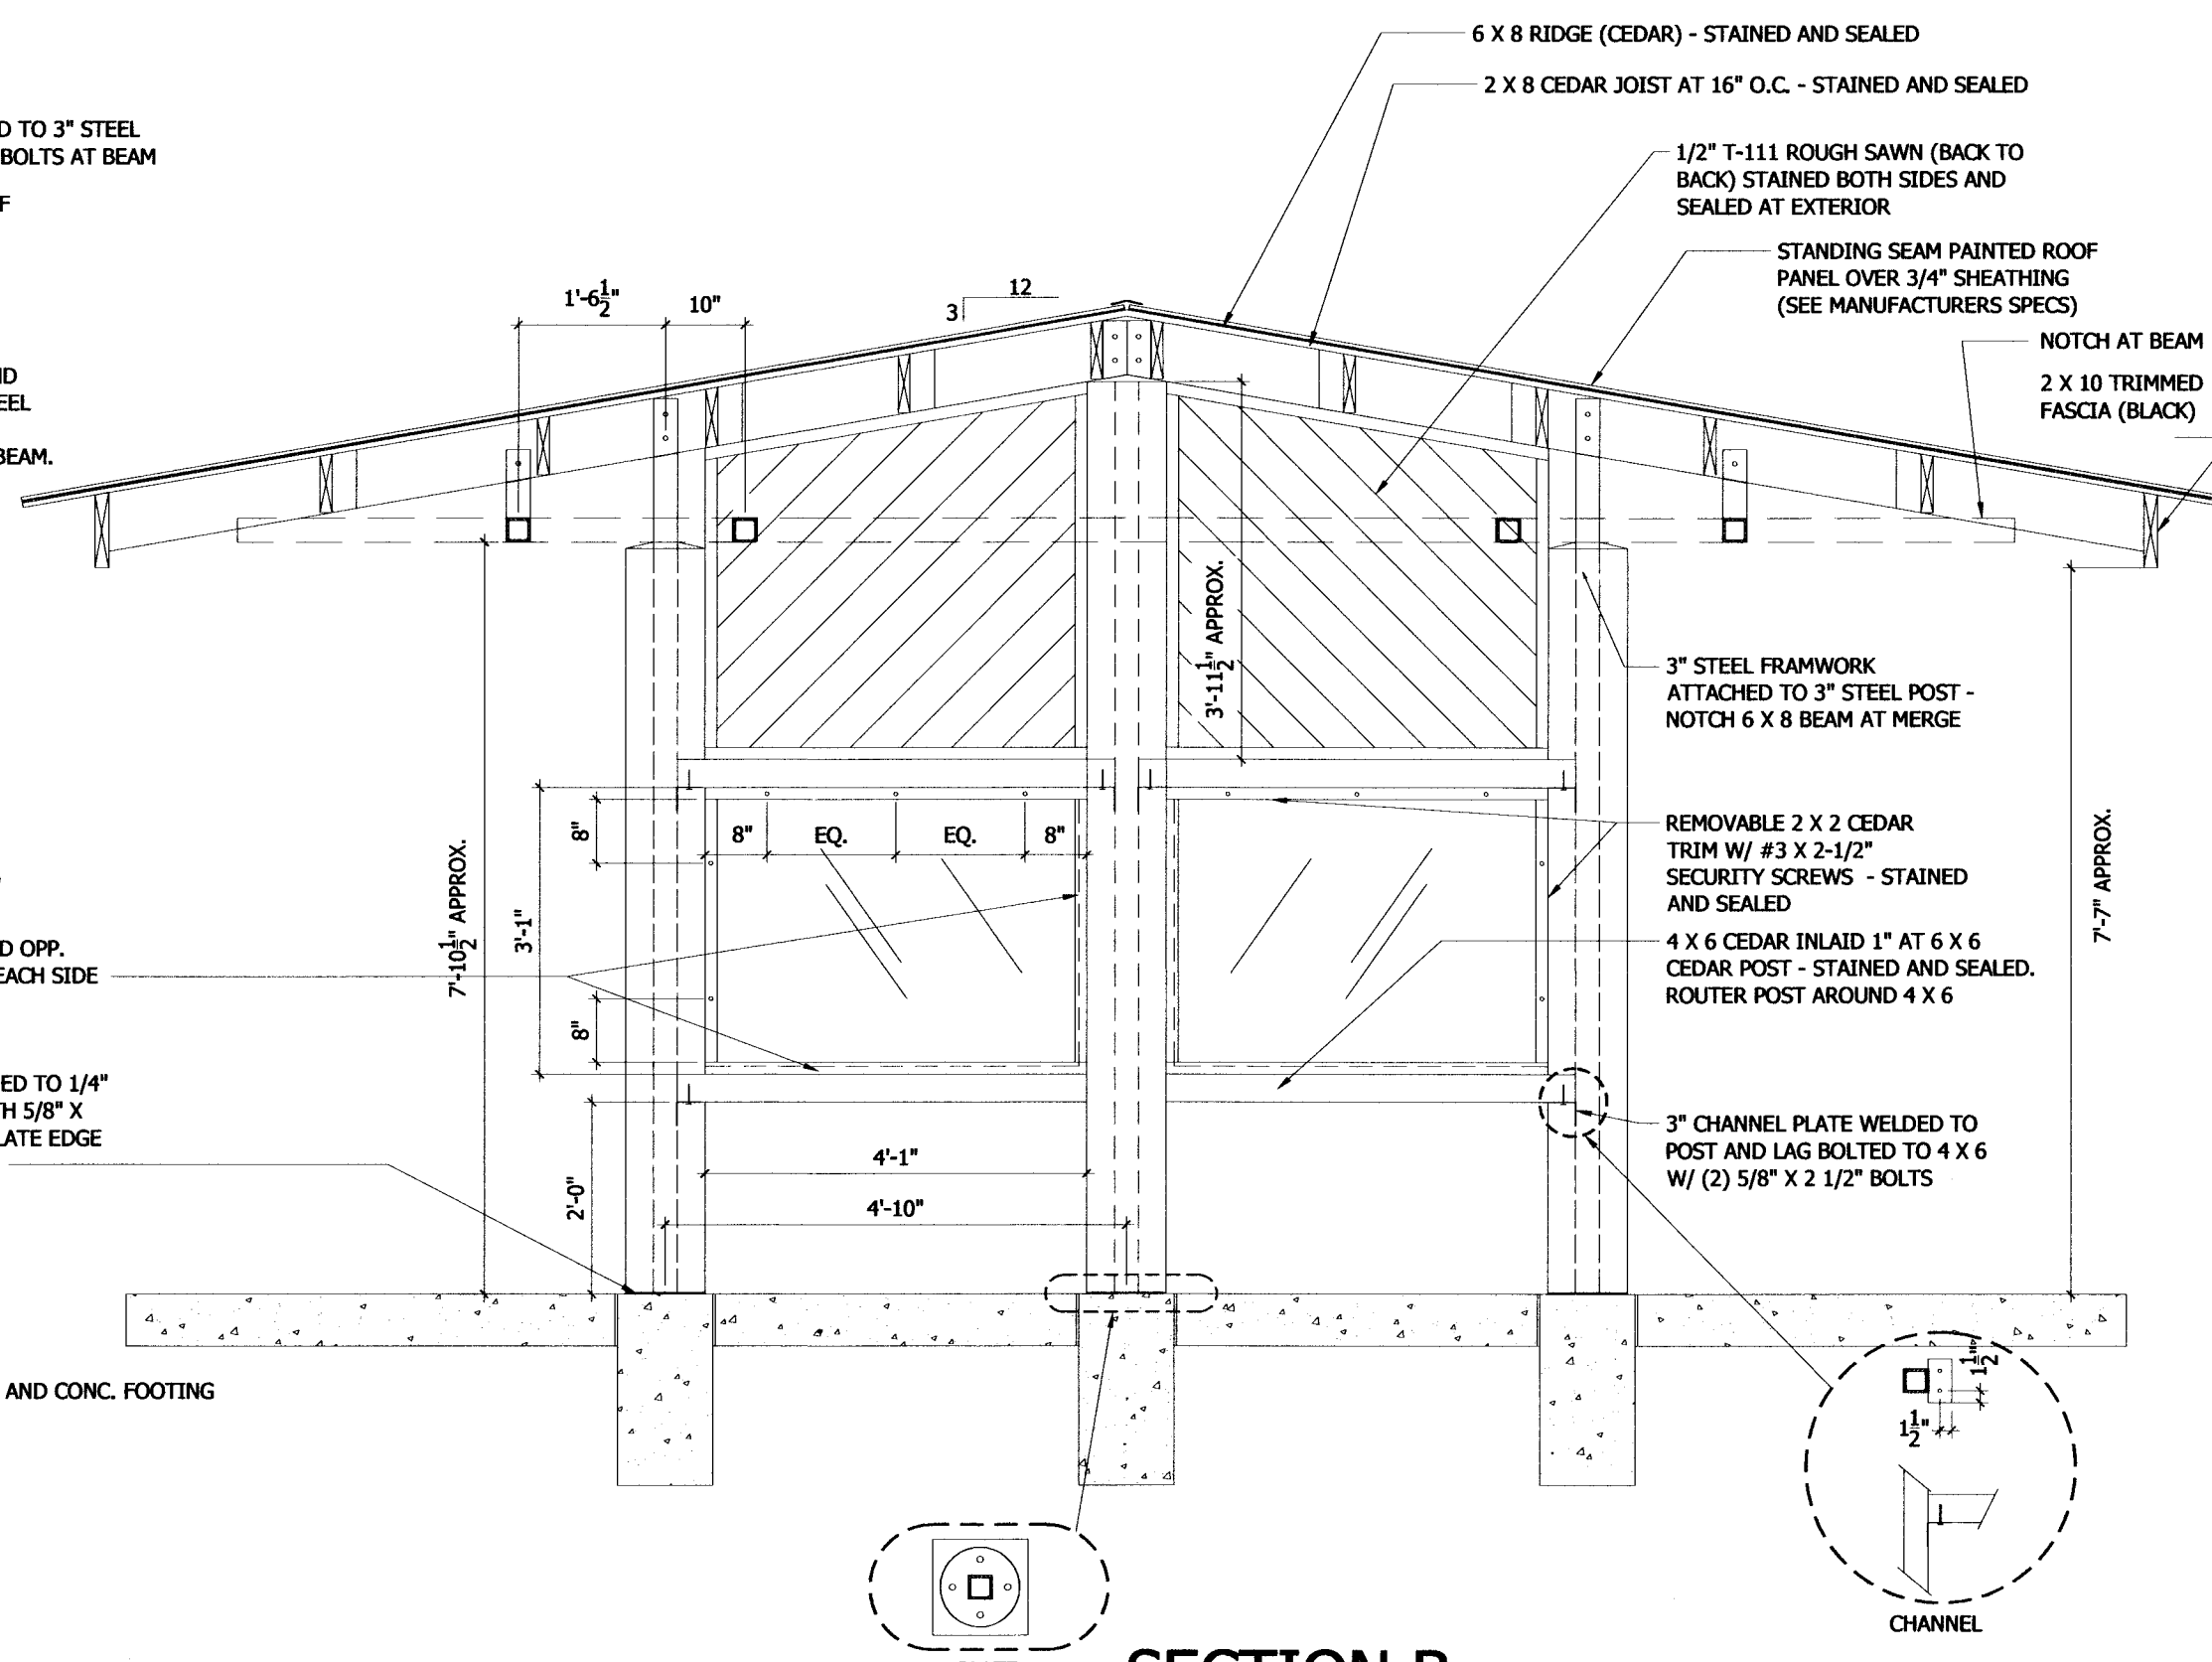 6 X 8 RIDGE (CEDAR) - STAINED AND SEALED
2 X 8 CEDAR JOIST AT 16" O.C. - STAINED AND SEALED
1/2" T-111 ROUGH SAWN (BACK TO
BACK) STAINED BOTH SIDES AND
SEALED AT EXTERIOR
STANDING SEAM PAINTED ROOF
PANEL OVER 3/4" SHEATHING
(SEE MANUFACTURERS SPECS)
NOTCH AT BEAM
2 X 10 TRIMMED
FASCIA (BLACK)
D TO 3" STEEL
BOLTS AT BEAM
F
ND
EEL
BEAM.
1'-6 1/2"
10"
3
12
3'-11 1/2" APPROX.
3" STEEL FRAMWORK
ATTACHED TO 3" STEEL POST -
NOTCH 6 X 8 BEAM AT MERGE
REMOVABLE 2 X 2 CEDAR
TRIM W/ #3 X 2-1/2"
SECURITY SCREWS - STAINED
AND SEALED
4 X 6 CEDAR INLAID 1" AT 6 X 6
CEDAR POST - STAINED AND SEALED.
ROUTER POST AROUND 4 X 6
3" CHANNEL PLATE WELDED TO
POST AND LAG BOLTED TO 4 X 6
W/ (2) 5/8" X 2 1/2" BOLTS
7'-7" APPROX.
7'-10 1/2" APPROX.
3'-1"
8"
8"
8"
EQ.
EQ.
8"
2'-0"
4'-1"
4'-10"
D OPP.
EACH SIDE
ED TO 1/4"
TH 5/8" X
LATE EDGE
AND CONC. FOOTING
1 1/2"
1 1/2"
CHANNEL
SECTION B